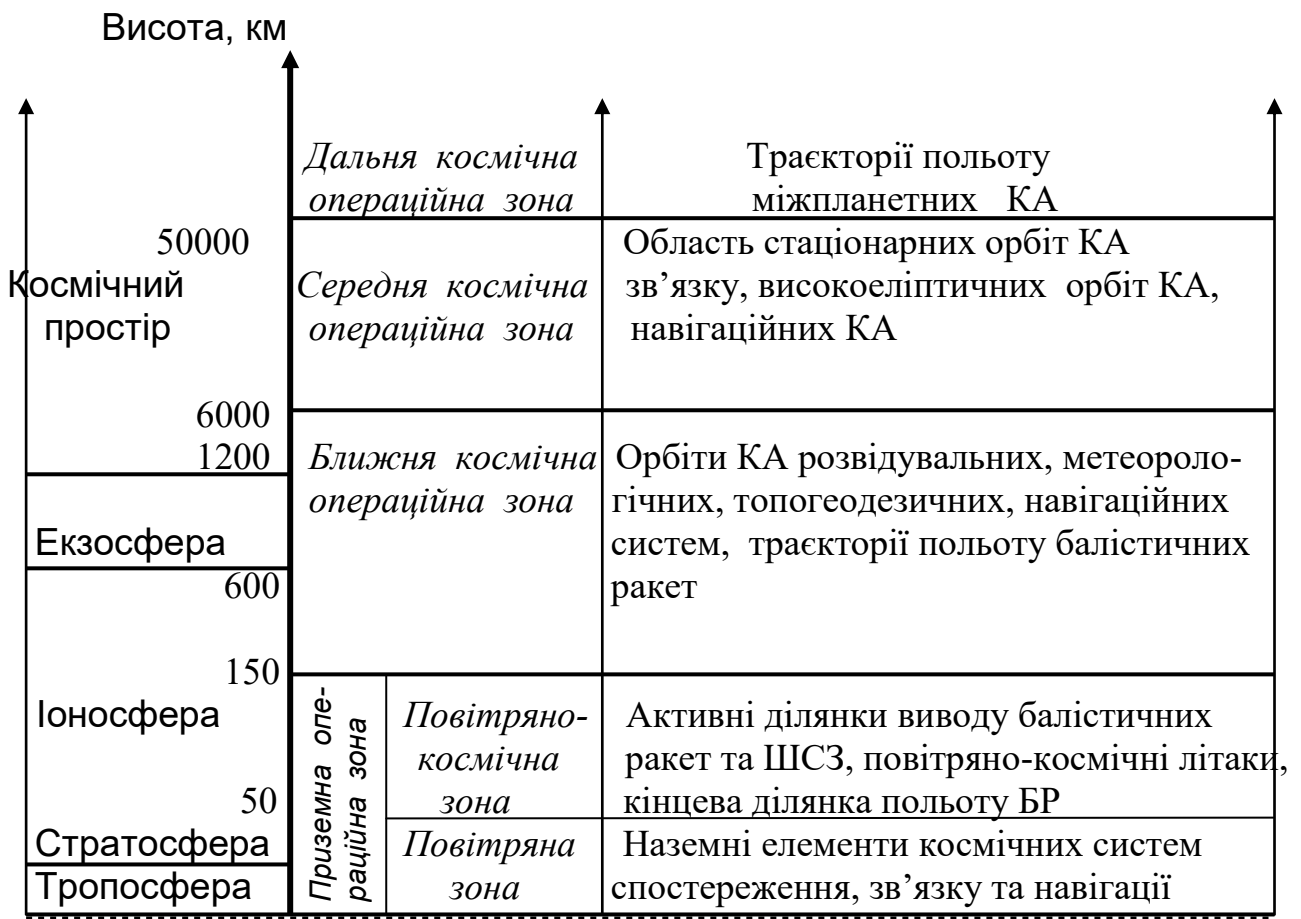 Висота, км
Дальня космічна
операційна зона
Траєкторії польоту
міжпланетних КА
50000
Космічний
простір
Середня космічна
операційна зона
Область стаціонарних орбіт КА
зв’язку, високоеліптичних орбіт КА,
навігаційних КА
6000
1200
Ближня космічна
операційна зона
Орбіти КА розвідувальних, метеороло-
гічних, топогеодезичних, навігаційних
систем, траєкторії польоту балістичних
ракет
Екзосфера
600
150
Іоносфера
50
Стратосфера
Тропосфера
Приземна опе-
раційна зона
Повітряно-
космічна
зона
Активні ділянки виводу балістичних
ракет та ШСЗ, повітряно-космічні літаки,
кінцева ділянка польоту БР
Повітряна
зона
Наземні елементи космічних систем
спостереження, зв’язку та навігації